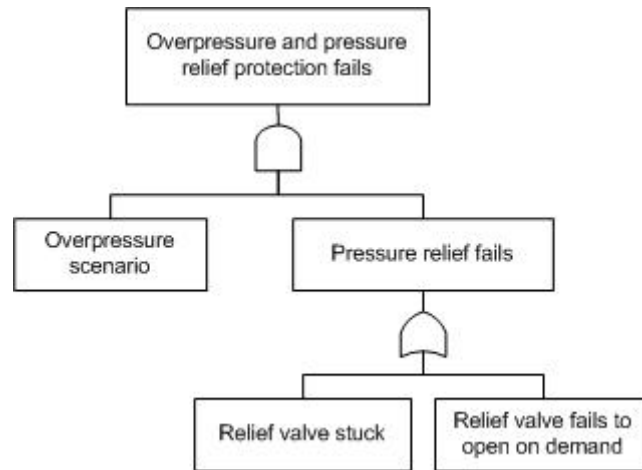 Overpressure and pressure
relief protection fails
Overpressure
scenario
Pressure relief fails
Relief valve stuck
Relief valve fails to
open on demand